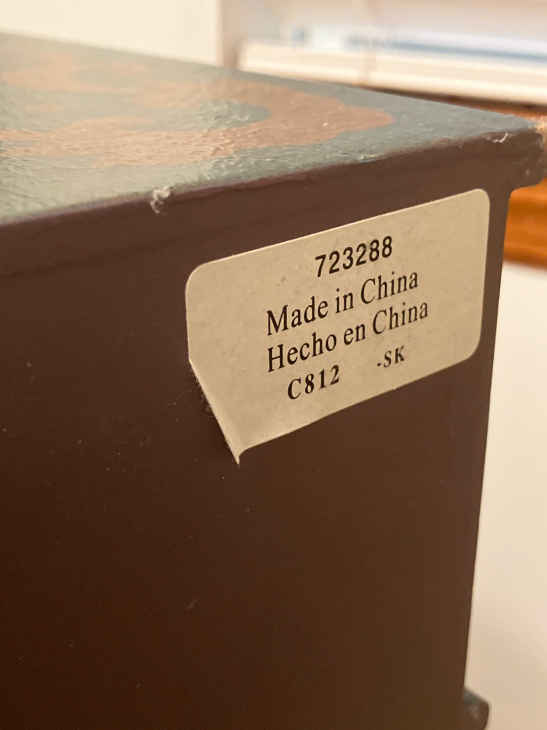 723288
Made in China
Hecho en China
C812 -SK